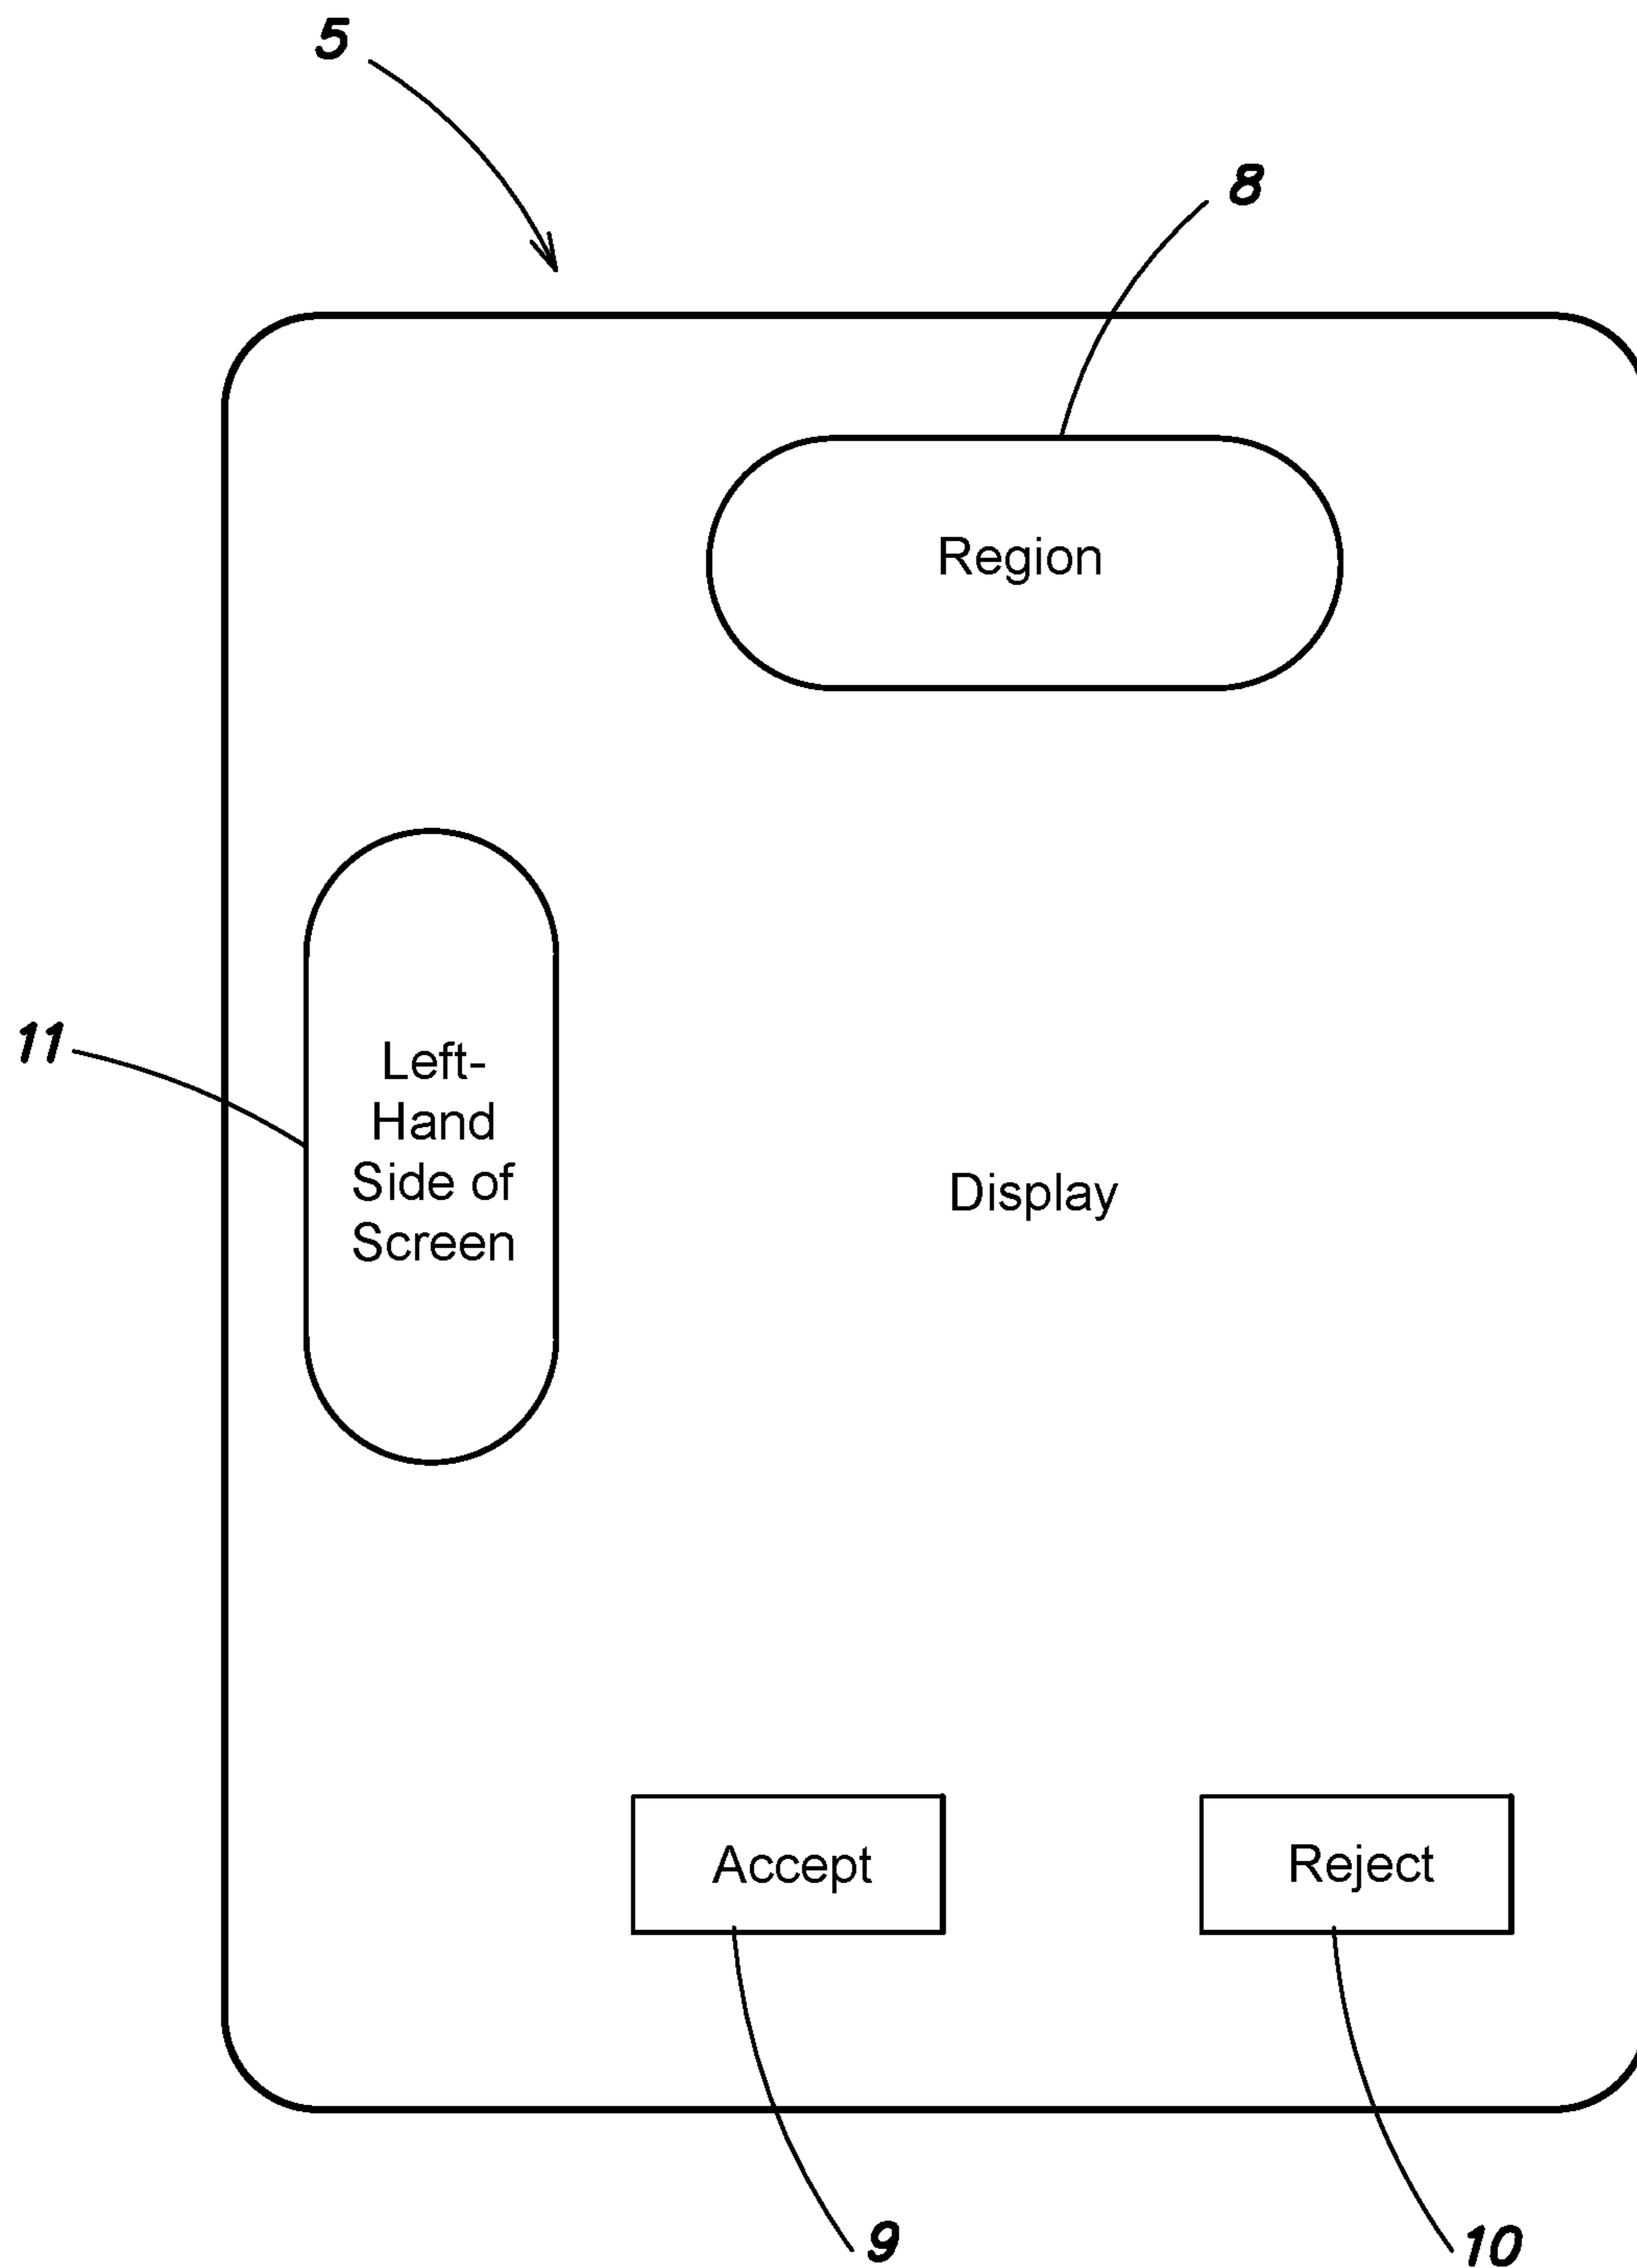 5
8
Region
11
Left-
Hand
Side of
Screen
Display
Accept
Reject
9
10